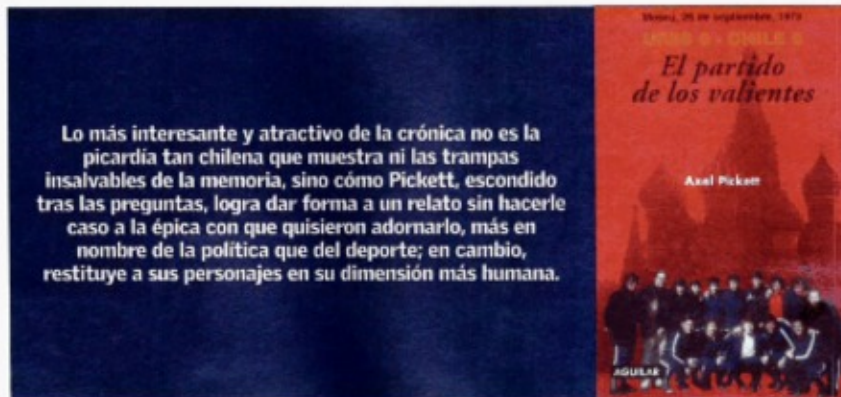 Lo más interesante y atractivo de la crónica no es la
picardía tan chilena que muestra ni las trampas
insalvables de la memoria, sino cómo Pickett, escondido
tras las preguntas, logra dar forma a un relato sin hacerle
caso a la épica con que quisieron adornarlo, más en
nombre de la política que del deporte; en cambio,
restituye a sus personajes en su dimensión más humana.
Moscú, 26 de septiembre, 1973
URSS 0 - CHILE 0
El partido
de los valientes
Axel Pickett
AGUILAR